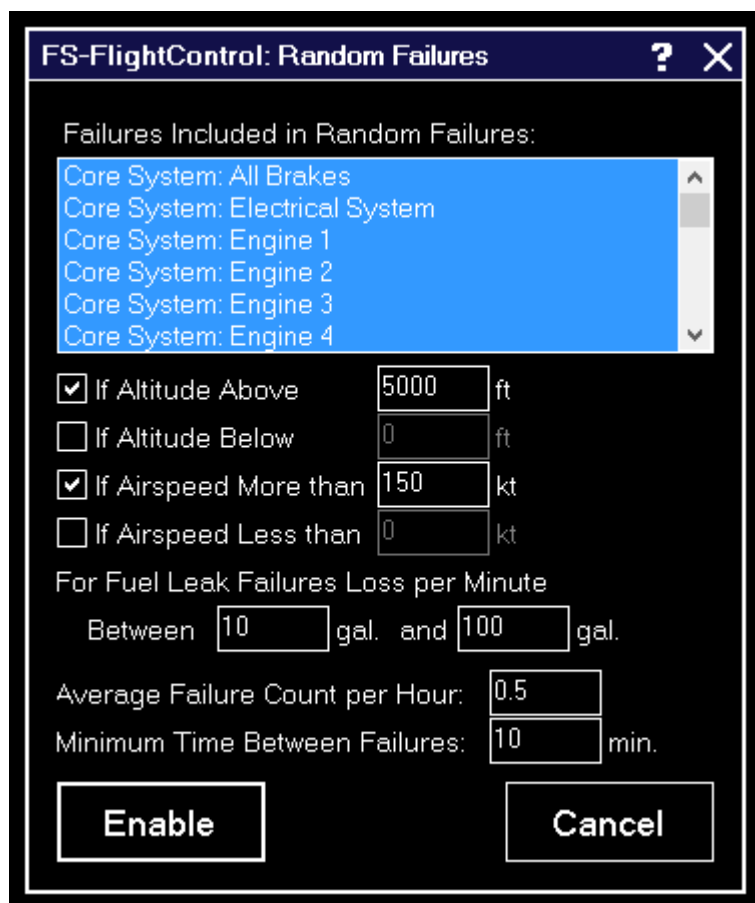 FS-FlightControl: Random Failures ? X
Failures Included in Random Failures:
Core System: All Brakes
Core System: Electrical System
Core System: Engine 1
Core System: Engine 2
Core System: Engine 3
Core System: Engine 4
If Altitude Above 5000 ft
If Altitude Below 0 ft
If Airspeed More than 150 kt
If Airspeed Less than 0 kt
For Fuel Leak Failures Loss per Minute
Between 10 gal. and 100 gal.
Average Failure Count per Hour: 0.5
Minimum Time Between Failures: 10 min.
Enable Cancel